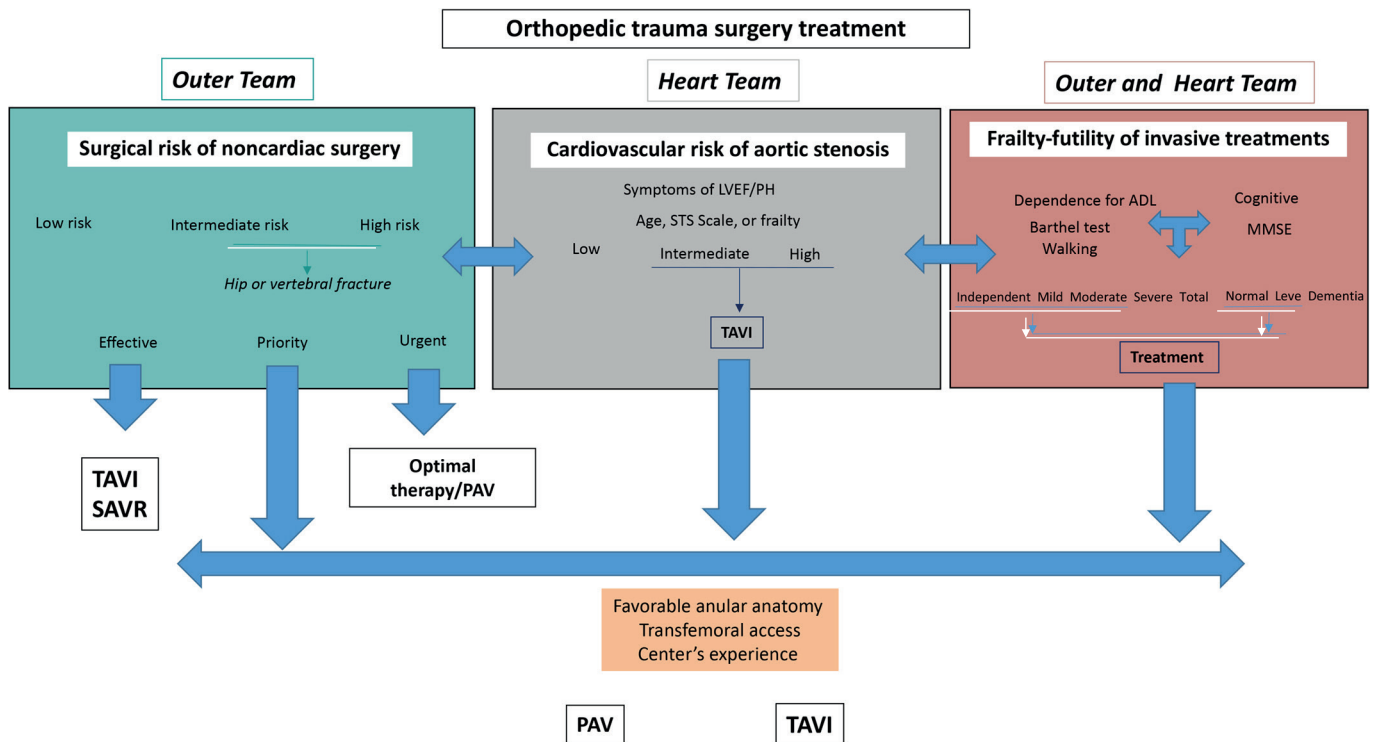 Orthopedic trauma surgery treatment
Outer Team
Surgical risk of noncardiac surgery
Low risk
Intermediate risk
High risk
Hip or vertebral fracture
Effective
Priority
Urgent
TAVI
SAVR
Optimal
therapy/PAV
Heart Team
Cardiovascular risk of aortic stenosis
Symptoms of LVEF/PH
Age, STS Scale, or frailty
Low
Intermediate
High
TAVI
Outer and Heart Team
Frailty-futility of invasive treatments
Dependence for ADL
Barthel test
Walking
Cognitive
MMSE
Independent Mild Moderate Severe Total
Normal Leve Dementia
Treatment
Favorable anular anatomy
Transfemoral access
Center's experience
PAV
TAVI